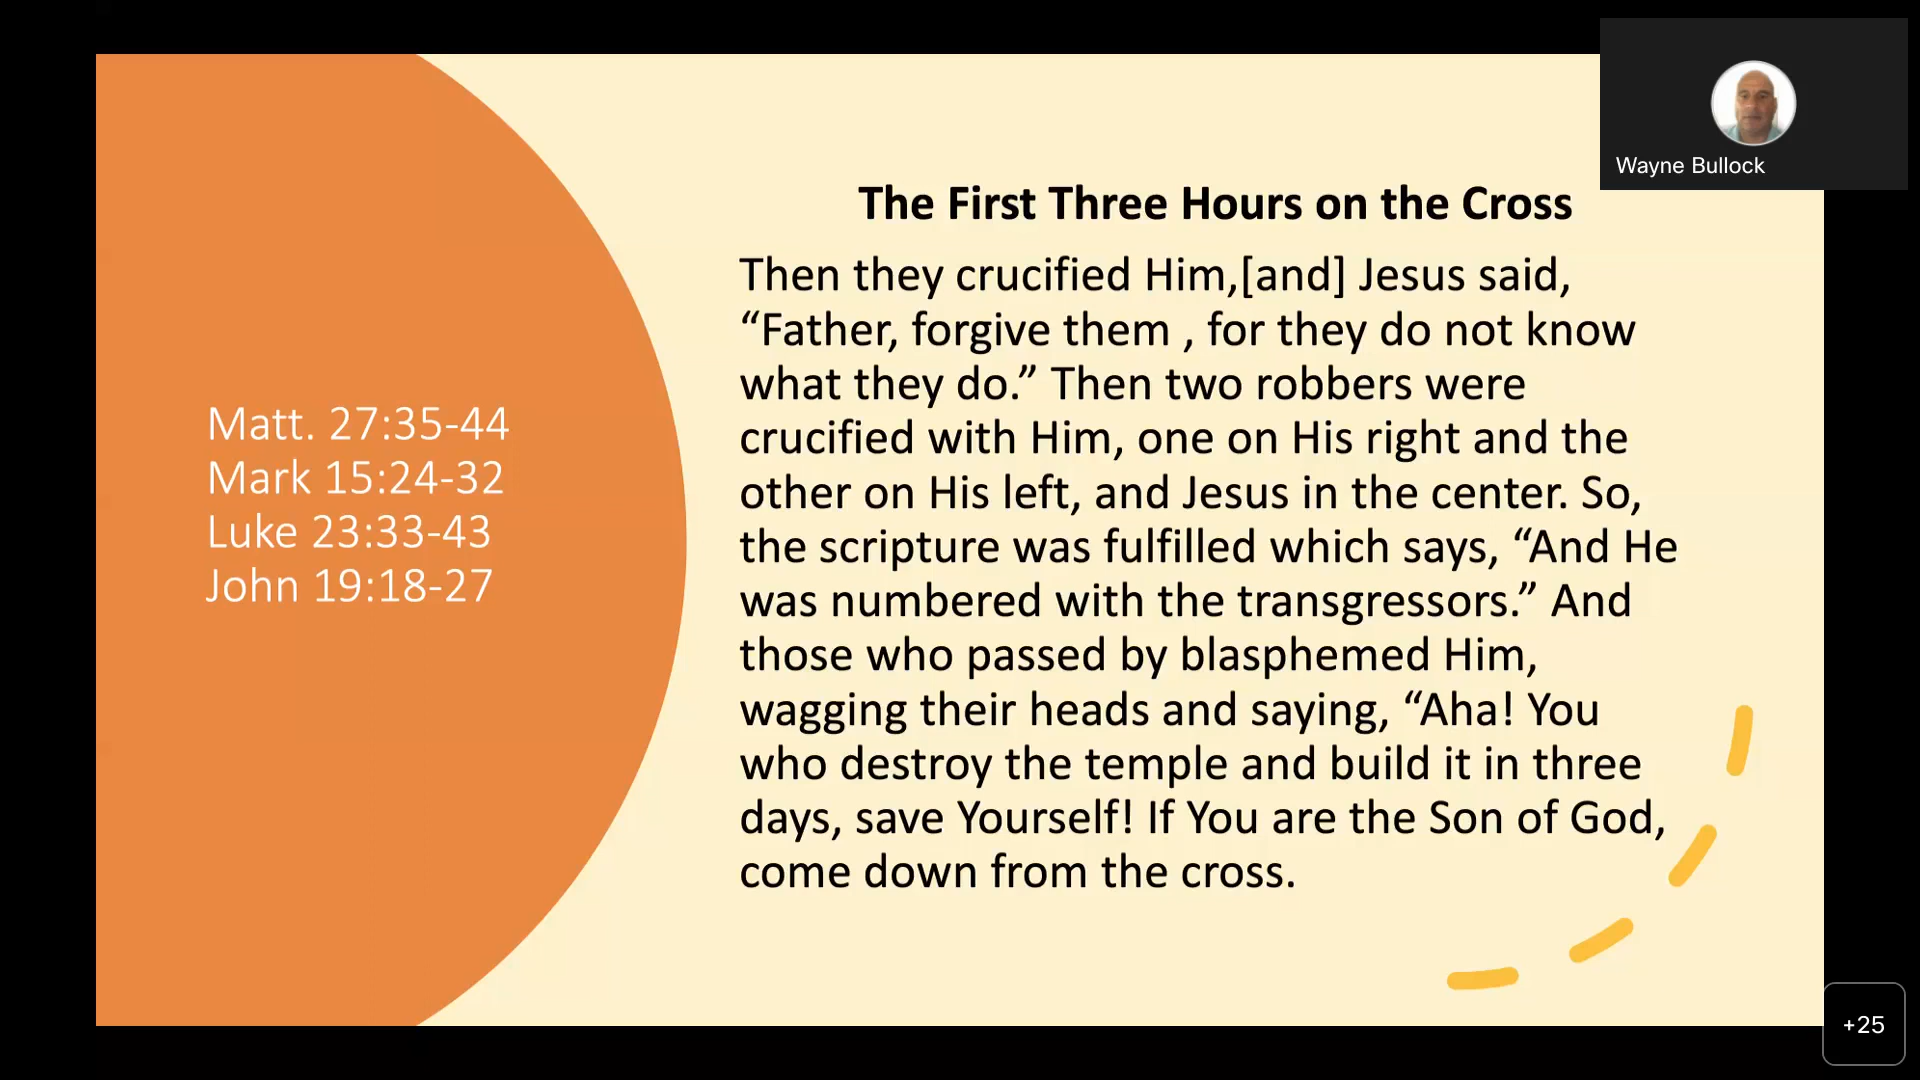 Wayne Bullock
The First Three Hours on the Cross
Matt. 27:35-44
Mark 15:24-32
Luke 23:33-43
John 19:18-27
Then they crucified Him,[and] Jesus said,
“Father, forgive them , for they do not know
what they do.” Then two robbers were
crucified with Him, one on His right and the
other on His left, and Jesus in the center. So,
the scripture was fulfilled which says, “And He
was numbered with the transgressors.” And
those who passed by blasphemed Him,
wagging their heads and saying, “Aha! You
who destroy the temple and build it in three
days, save Yourself! If You are the Son of God,
come down from the cross.
+25